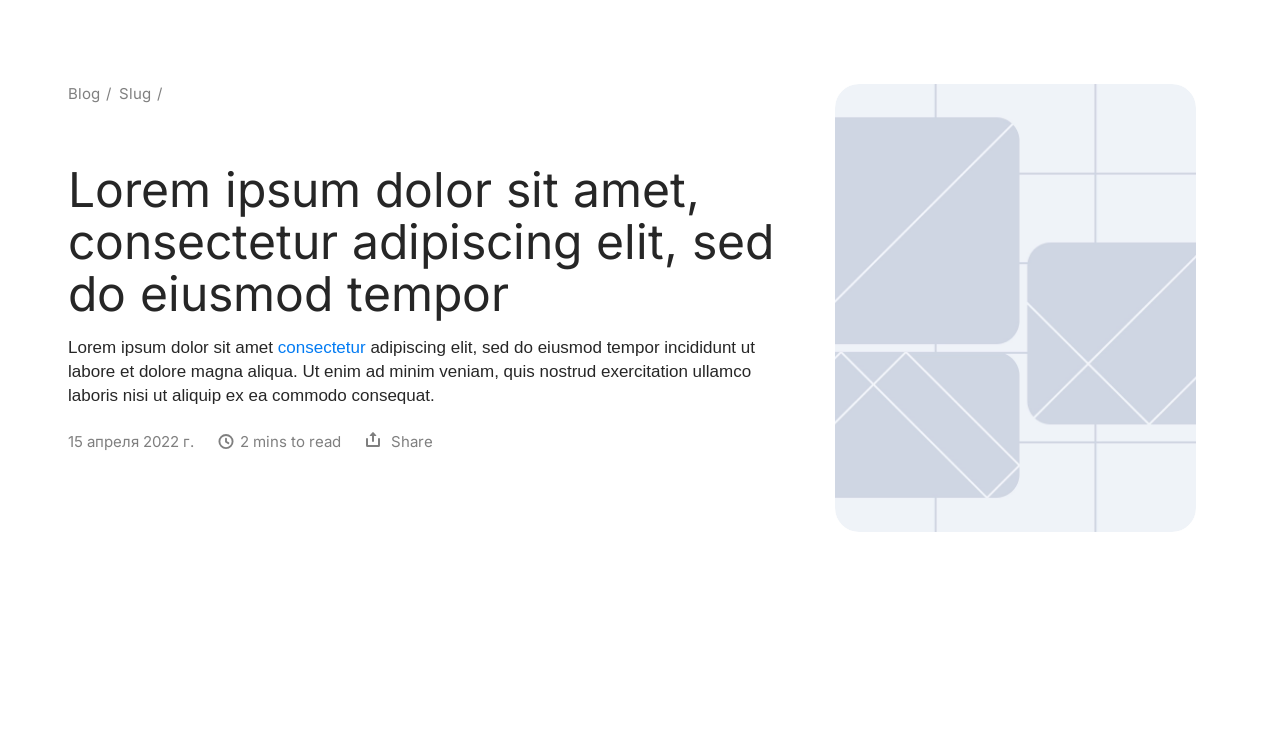 Blog / Slug /
Lorem ipsum dolor sit amet,
consectetur adipiscing elit, sed
do eiusmod tempor
Lorem ipsum dolor sit amet consectetur adipiscing elit, sed do eiusmod tempor incididunt ut
labore et dolore magna aliqua. Ut enim ad minim veniam, quis nostrud exercitation ullamco
laboris nisi ut aliquip ex ea commodo consequat.
15 апреля 2022 г. 2 mins to read Share